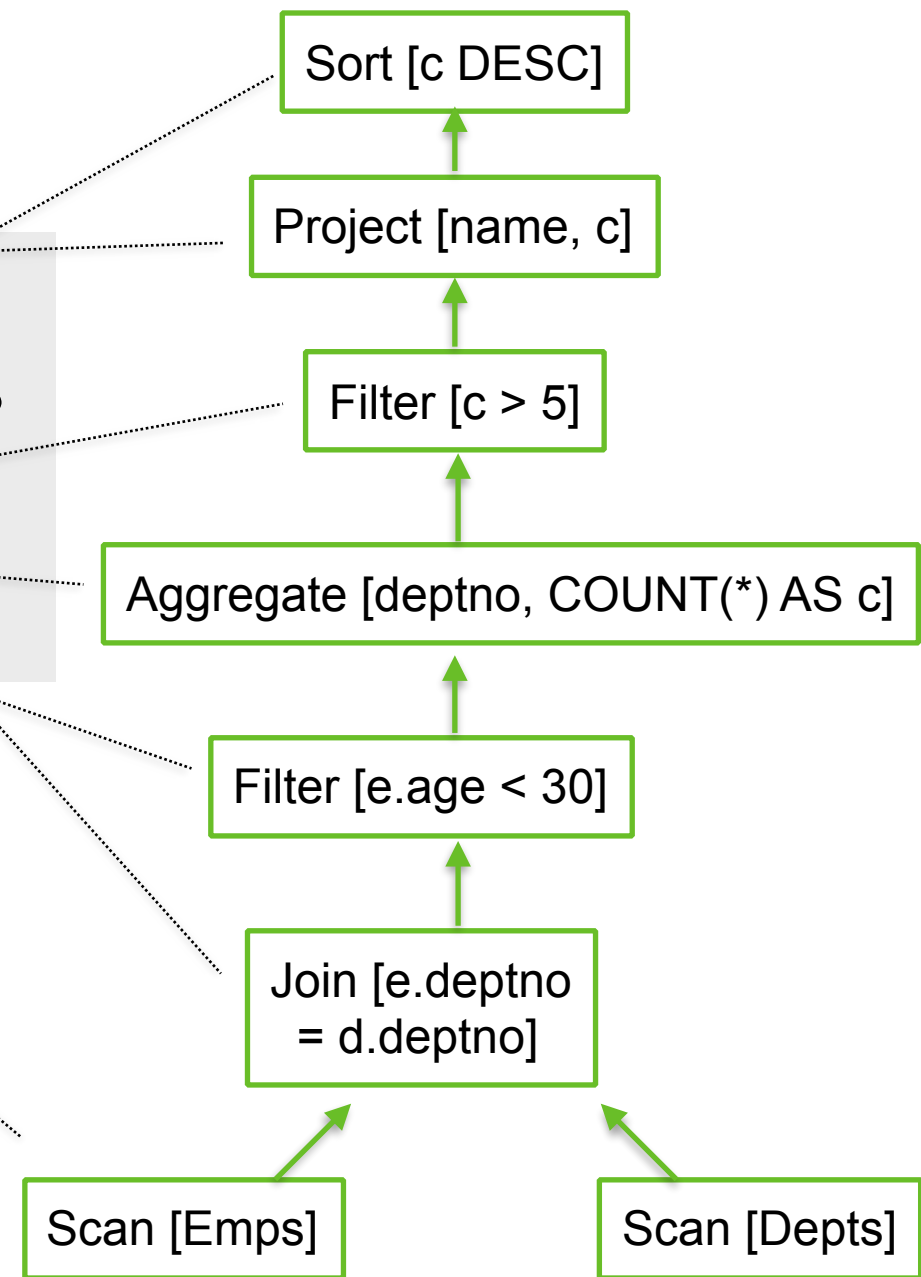 Sort [c DESC]
Project [name, c]
Filter [c > 5]
Aggregate [deptno, COUNT(*) AS c]
Filter [e.age < 30]
Join [e.deptno
= d.deptno]
Scan [Emps]
Scan [Depts]